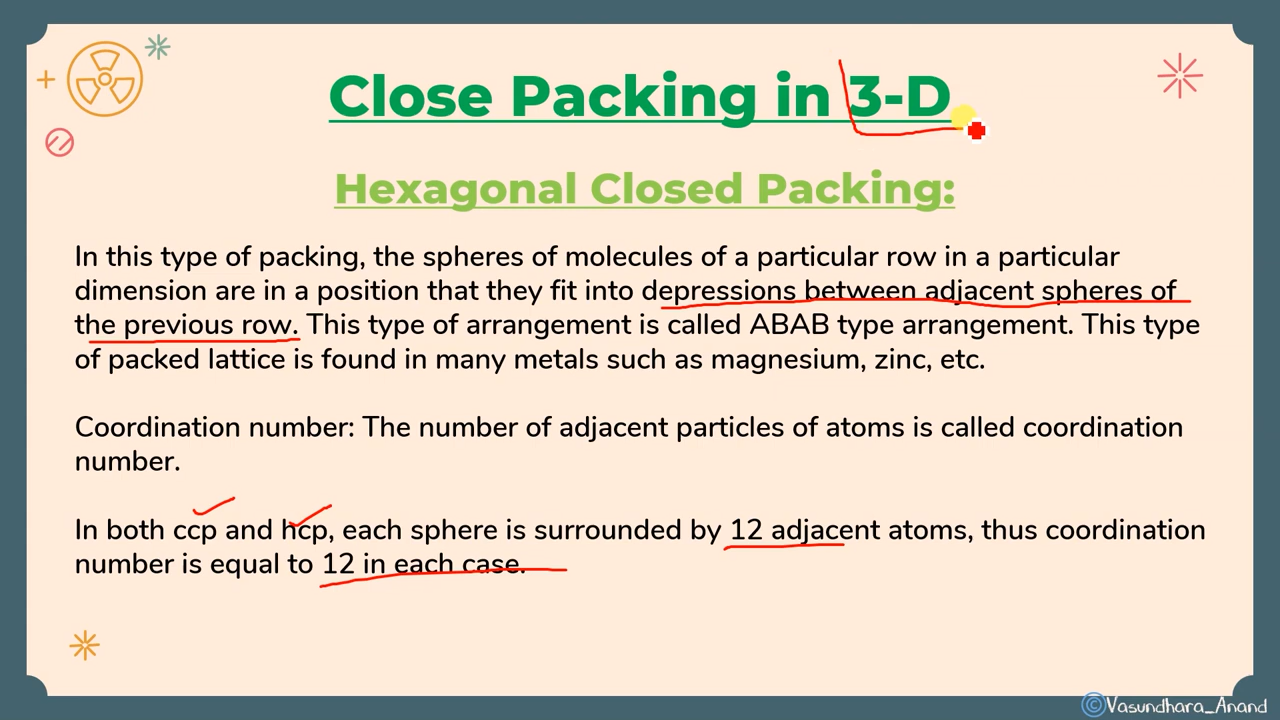 Close Packing in 3-D
Hexagonal Closed Packing:
In this type of packing, the spheres of molecules of a particular row in a particular
dimension are in a position that they fit into depressions between adjacent spheres of
the previous row. This type of arrangement is called ABAB type arrangement. This type
of packed lattice is found in many metals such as magnesium, zinc, etc.
Coordination number: The number of adjacent particles of atoms is called coordination
number.
In both ccp and hcp, each sphere is surrounded by 12 adjacent atoms, thus coordination
number is equal to 12 in each case.
©Vasundhara_Anand